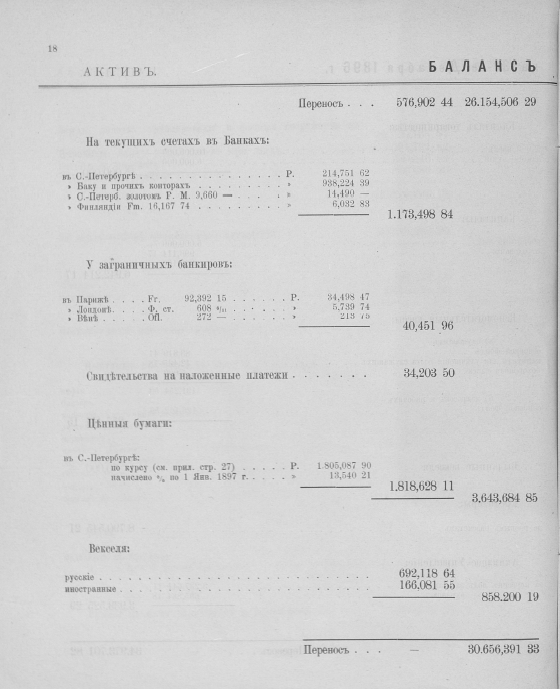 18
АКТИВЪ. БАЛАНСЪ
Переносъ . . . 576,902 44 26.154,506 29
На текущихъ счетахъ въ Банкахъ:
въ С.-Петербургѣ . . . . . . . . . . . . . . . Р. 214,751 62
» Баку и прочихъ конторахъ . . . . . . . . . » 938,224 39
» С.-Петерб. золотомъ Г. М. 9,660 — . . . . » 14,490 —
» Финляндіи Fm. 16,167 74 . . . . . . . . . » 6,032 83
1.173,498 84
У заграничныхъ банкировъ:
въ Парижѣ . . . . Fr. 92,392 15 . . . . . . Р. 34,498 47
» Лондонѣ . . . . Ф. ст. 608 . . . . . . » 5,739 74
» Вѣнѣ . . . . . Öfl. 272 — . . . . . . » 213 75
40,451 96
Свидѣтельства на наложенные платежи . . . . . . . 34,203 50
Цѣнныя бумаги:
въ С.-Петербургѣ:
по курсу (см. прил. стр. 27) . . . . . Р. 1.805,087 90
начислено % по 1 Янв. 1897 г. . . . . » 13,540 21
1.818,628 11
3,643,684 85
Векселя:
русскіе . . . . . . . . . . . . . . . . . . . . . . . . . . 692,118 64
иностранные . . . . . . . . . . . . . . . . . . . . . . . . 166,081 55
858.200 19
Переносъ . . . — 30.656,391 33